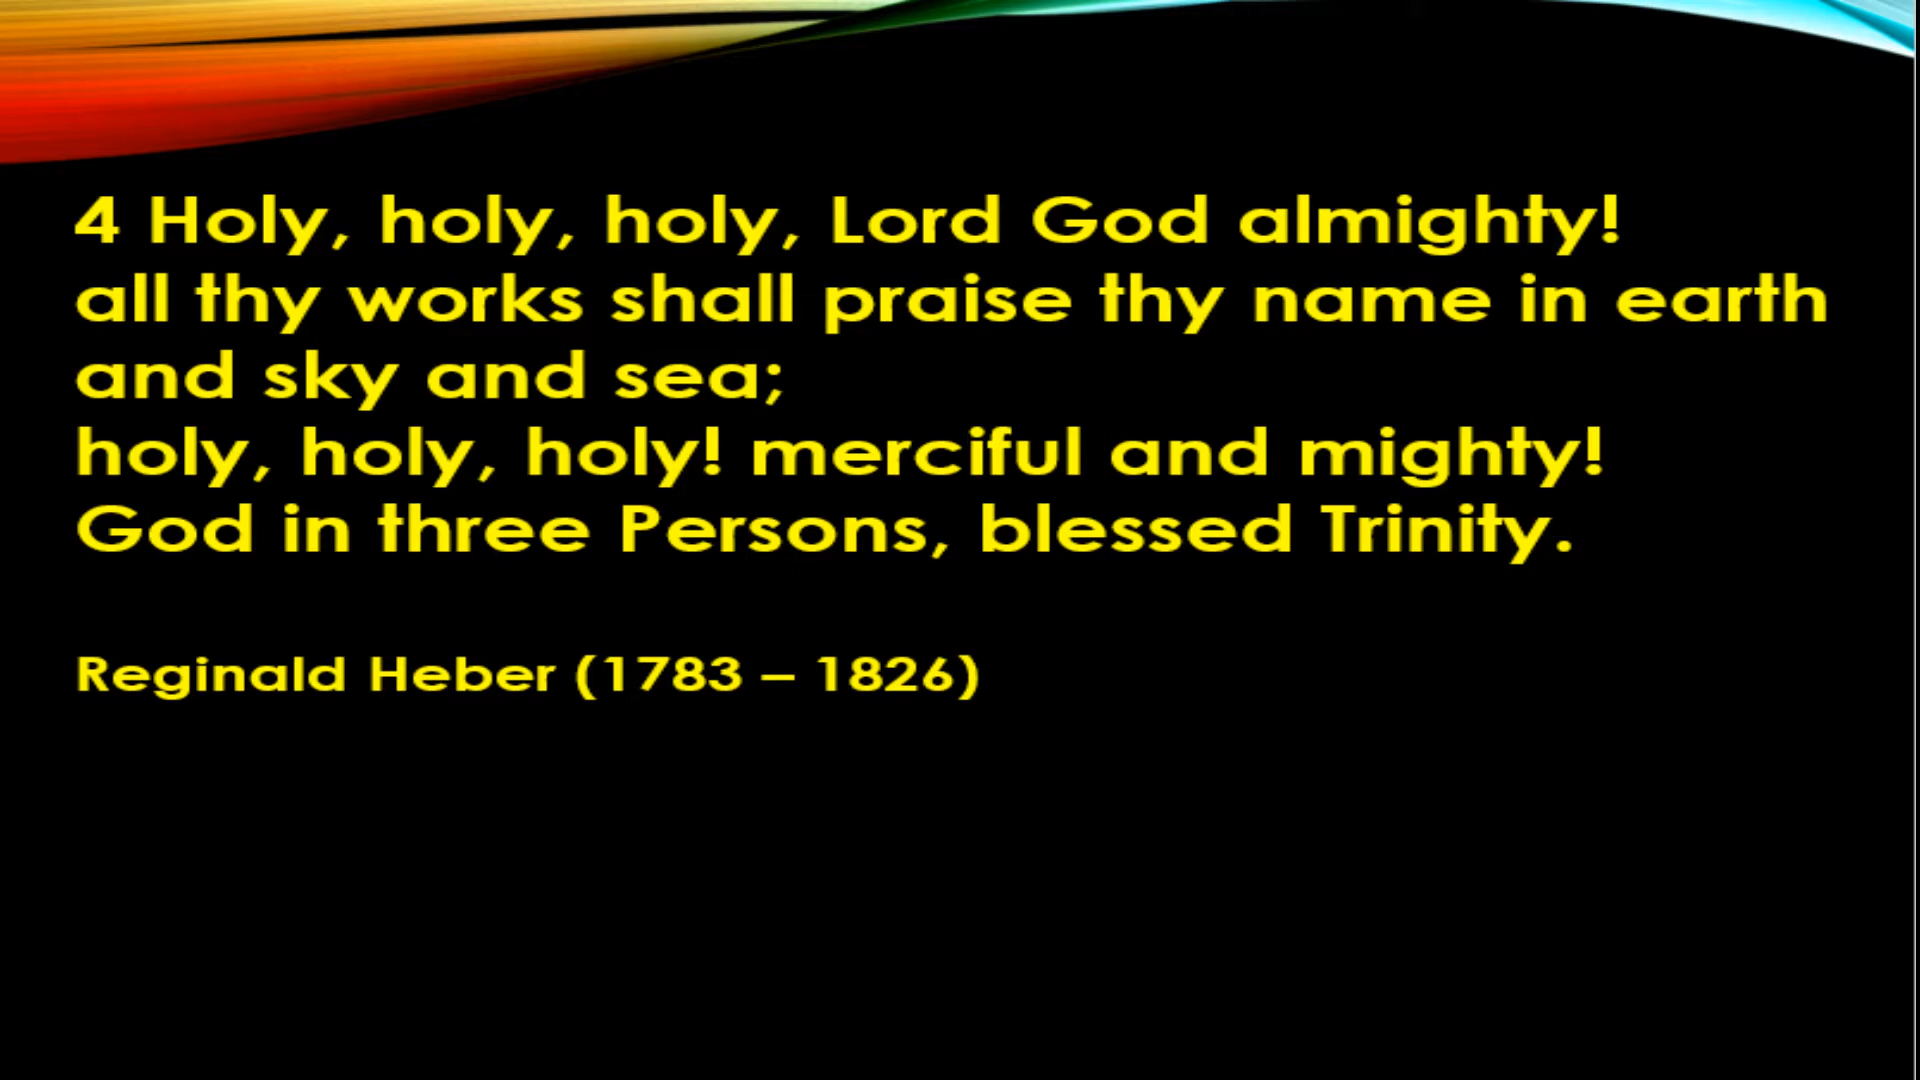 4 Holy, holy, holy, Lord God almighty!
all thy works shall praise thy name in earth
and sky and sea;
holy, holy, holy! merciful and mighty!
God in three Persons, blessed Trinity.
Reginald Heber (1783 – 1826)